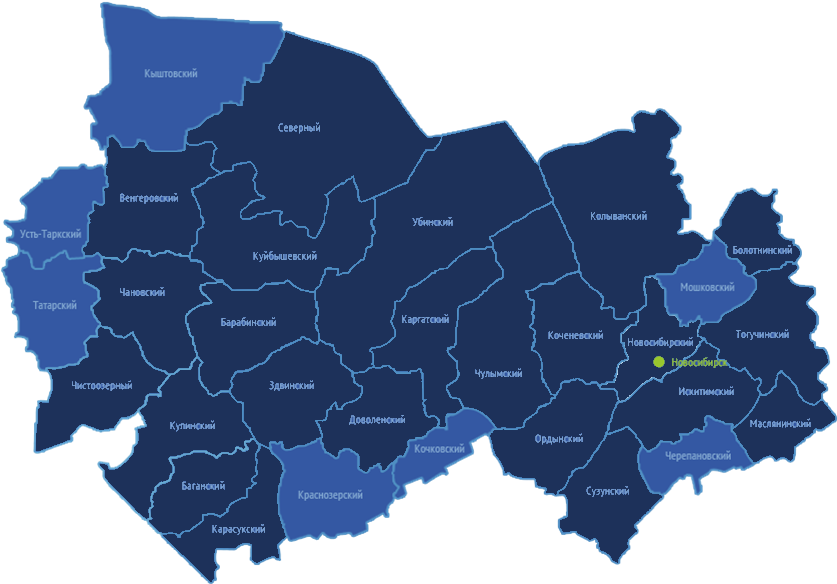 Кыштовский
Северный
Венгеровский
Убинский
Колыванский
Усть-Таркский
Болотнинский
Куйбышевский
Мошковский
Чановский
Татарский
Барабинский
Каргатский
Коченевский
Тогучинский
Новосибирский
Новосибирск
Чулымский
Чистоозерный
Здвинский
Искитимский
Доволенский
Купинский
Маслянинский
Ордынский
Кочковский
Черепановский
Баганский
Краснозерский
Сузунский
Карасукский